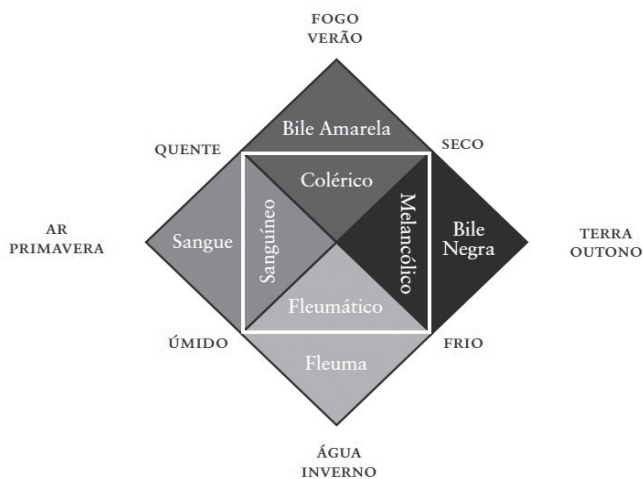 FOGO
VERÃO
Bile Amarela
QUENTE
SECO
Colérico
AR
PRIMAVERA
Sangue
Sanguíneo
Melancólico
Bile
Negra
TERRA
OUTONO
Fleumático
ÚMIDO
FRIO
Fleuma
ÁGUA
INVERNO